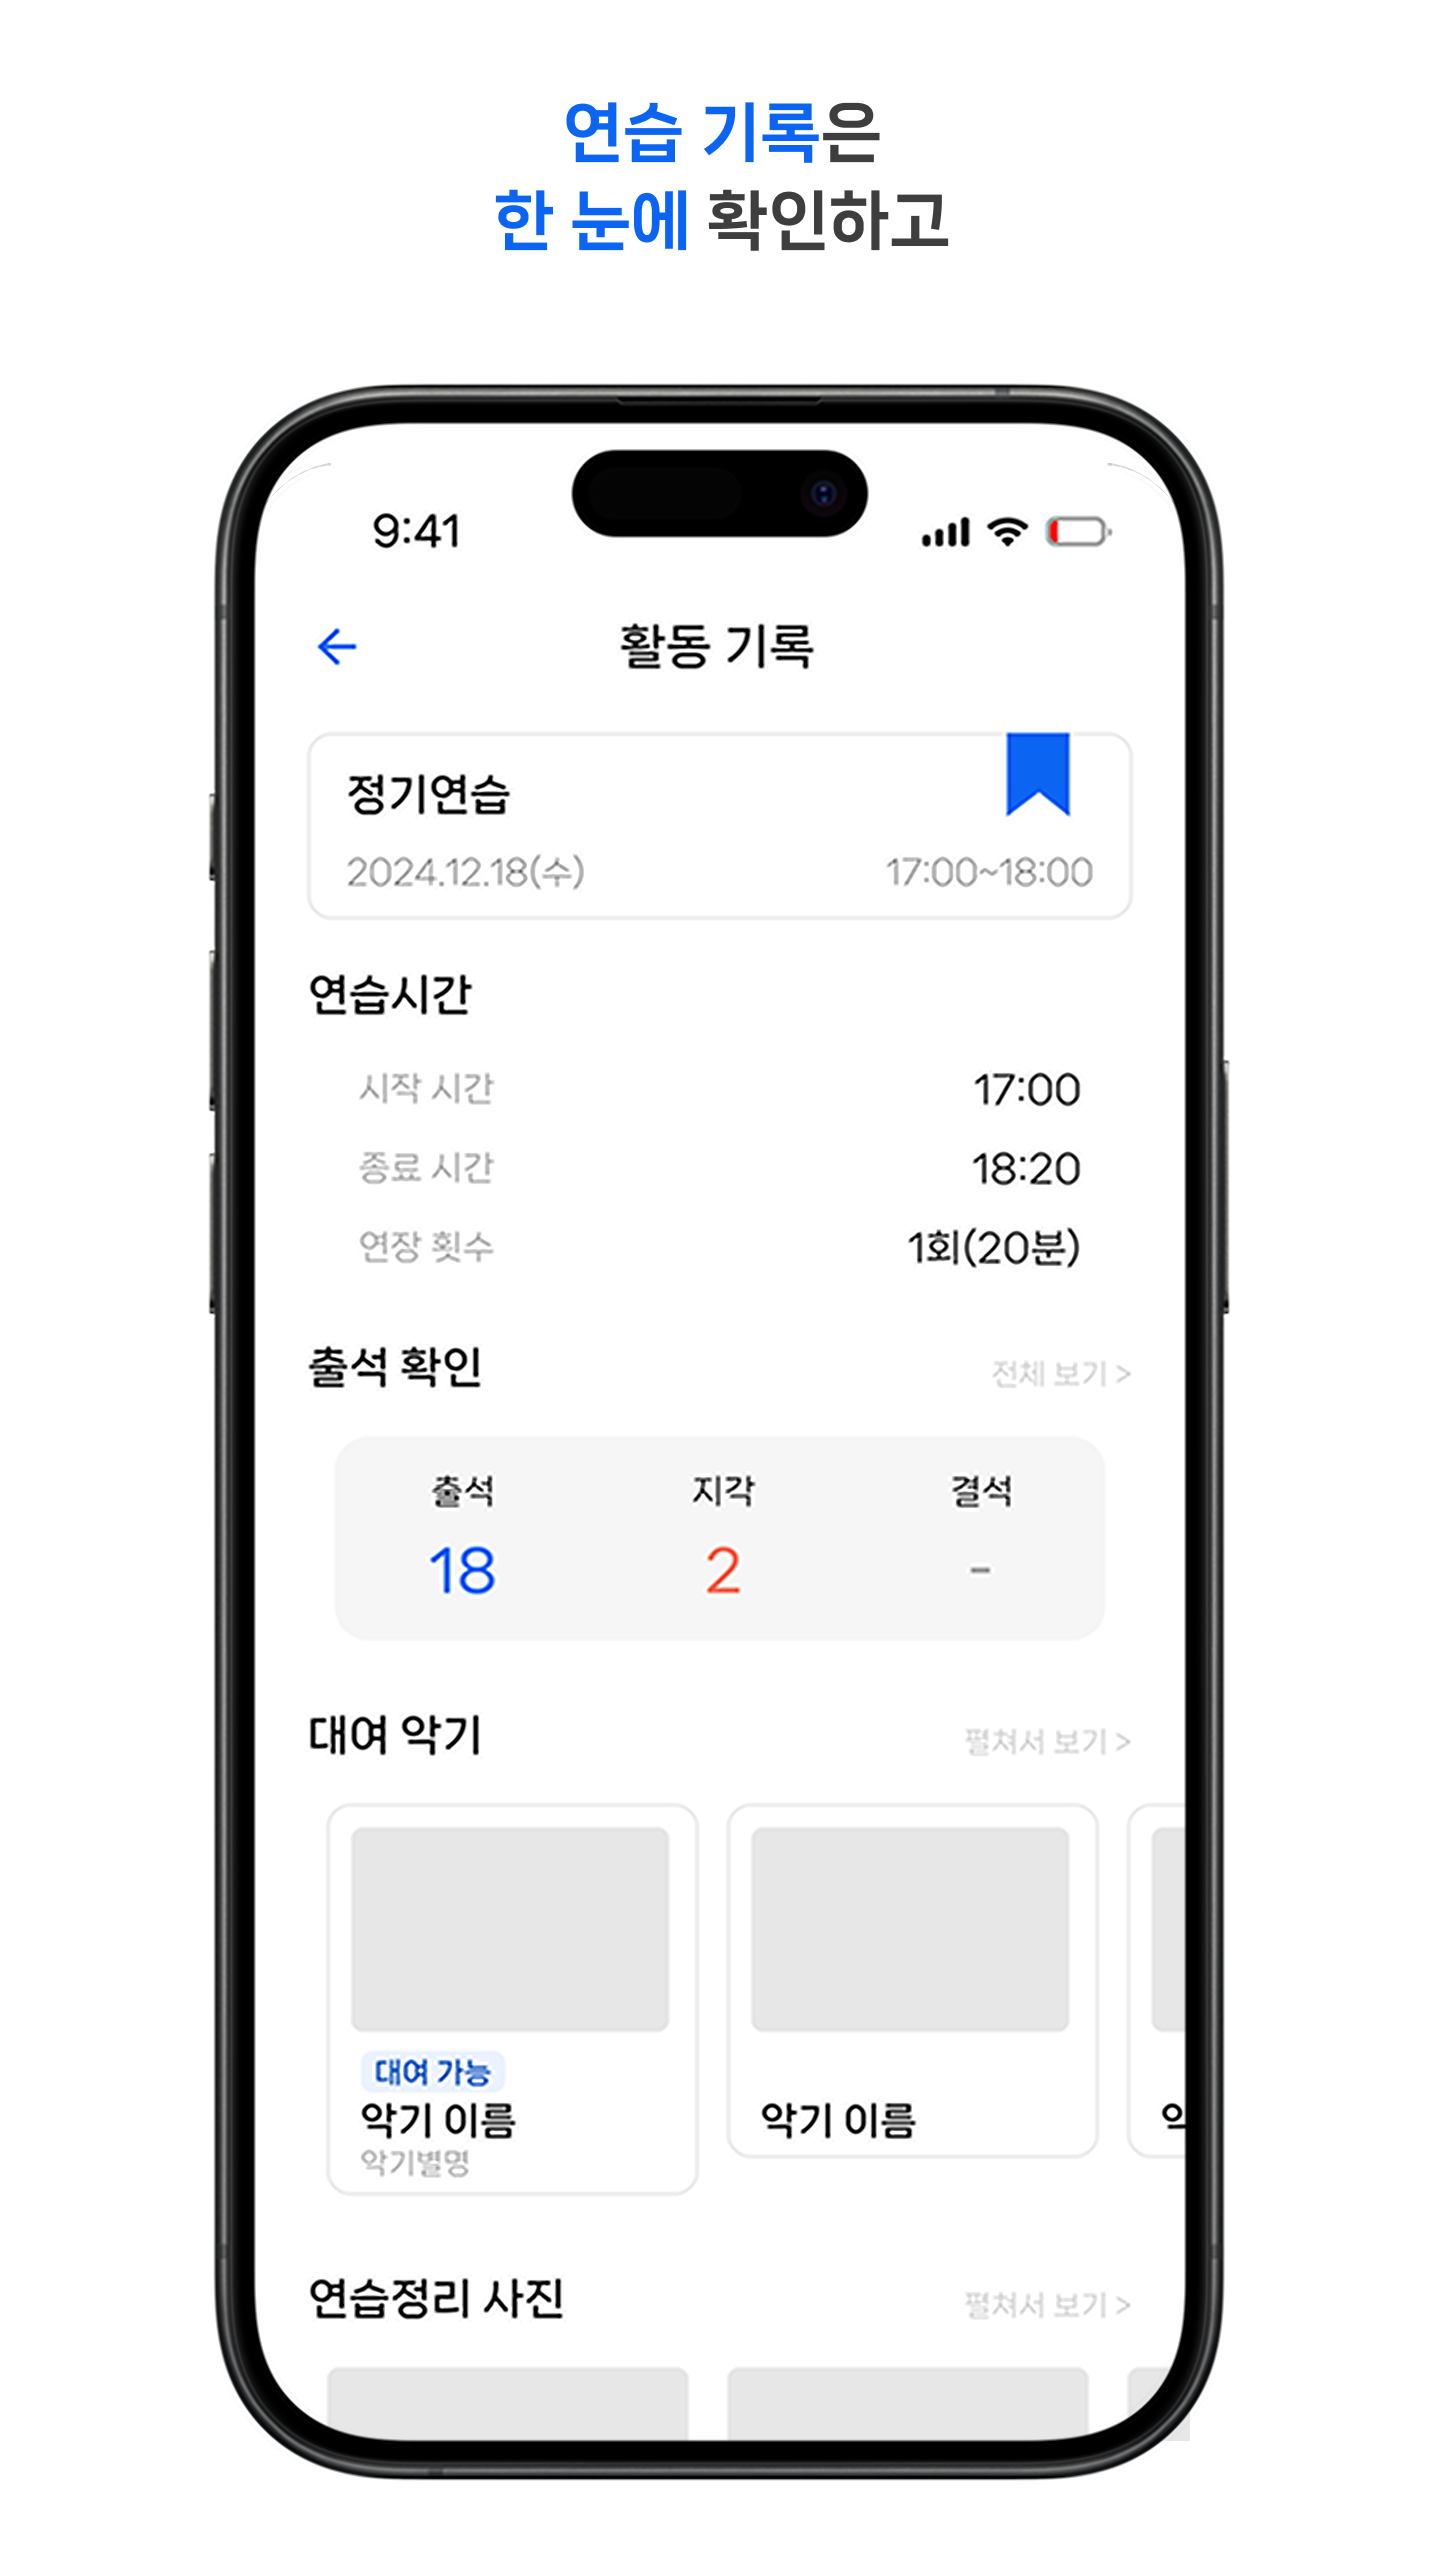 연습 기록은
한 눈에 확인하고
9:41
활동 기록
정기연습
2024.12.18(수) 17:00~18:00
연습시간
시작 시간 17:00
종료 시간 18:20
연장 횟수 1회(20분)
출석 확인 전체 보기 >
출석 지각 결석
18 2 -
대여 악기 펼쳐서 보기 >
대여 가능
악기 이름 악기 이름
악기별명
연습정리 사진 펼쳐서 보기 >